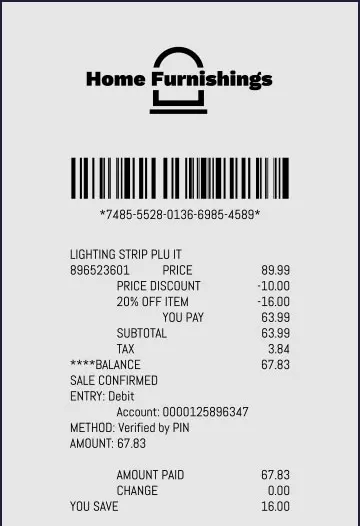 Home Furnishings
*7485-5528-0136-6985-4589*
LIGHTING STRIP PLU IT
896523601 PRICE 89.99
PRICE DISCOUNT -10.00
20% OFF ITEM -16.00
YOU PAY 63.99
SUBTOTAL 63.99
TAX 3.84
****BALANCE 67.83
SALE CONFIRMED
ENTRY: Debit
Account: 0000125896347
METHOD: Verified by PIN
AMOUNT: 67.83
AMOUNT PAID 67.83
CHANGE 0.00
YOU SAVE 16.00